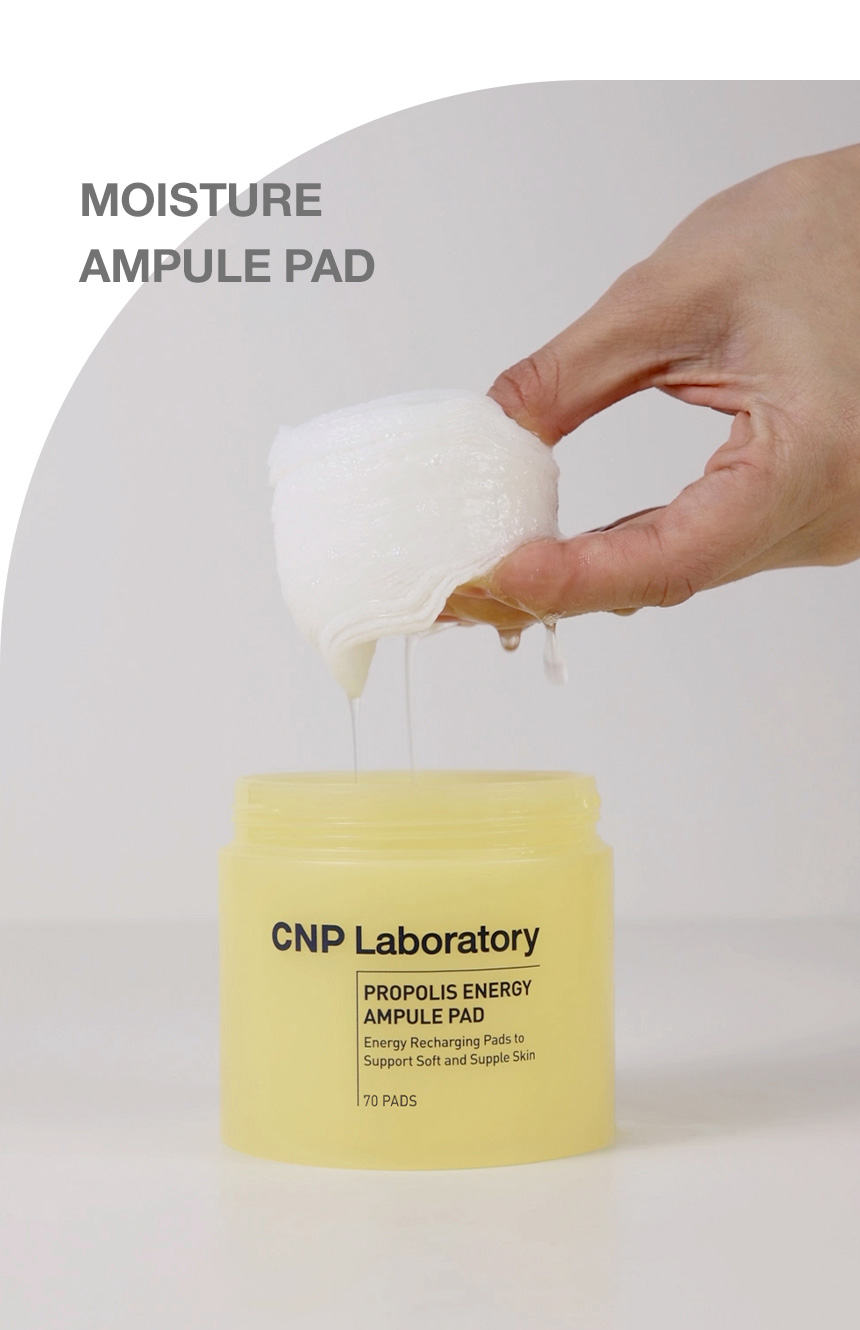 MOISTURE
AMPULE PAD
CNP Laboratory
PROPOLIS ENERGY
AMPULE PAD
Energy Recharging Pads to
Support Soft and Supple Skin
70 PADS